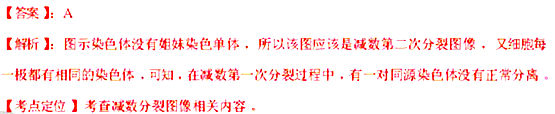 【答案】：A
【解析】：图示染色体没有姐妹染色单体，所以该图应该是减数第二次分裂图像，又细胞每
一极都有相同的染色体，可知，在减数第一次分裂过程中，有一对同源染色体没有正常分离。
【考点定位】考查减数分裂图像相关内容。